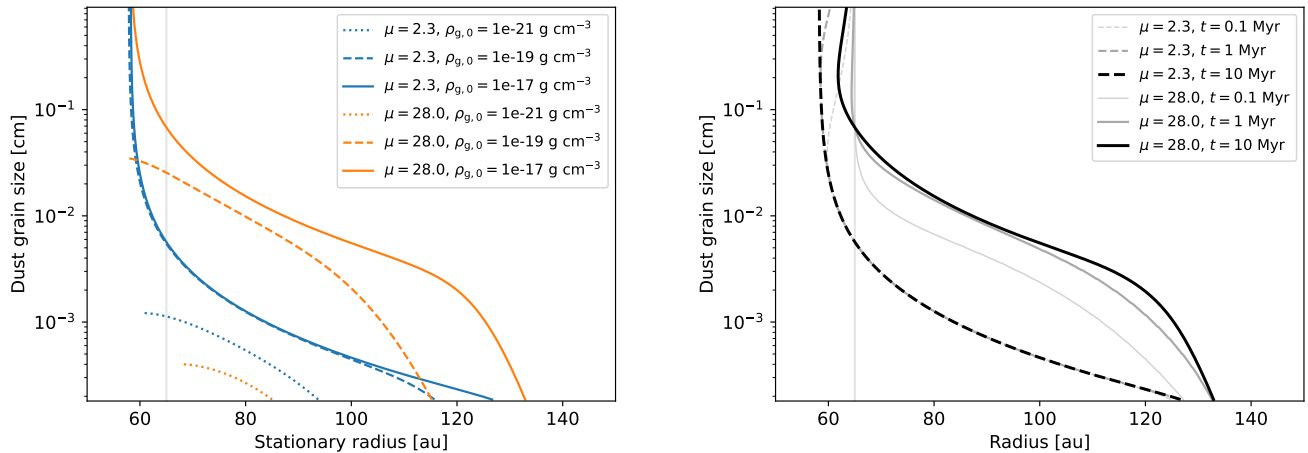 μ = 2.3, ρg, 0 = 1e-21 g cm⁻³
μ = 2.3, ρg, 0 = 1e-19 g cm⁻³
μ = 2.3, ρg, 0 = 1e-17 g cm⁻³
μ = 28.0, ρg, 0 = 1e-21 g cm⁻³
μ = 28.0, ρg, 0 = 1e-19 g cm⁻³
μ = 28.0, ρg, 0 = 1e-17 g cm⁻³
Dust grain size [cm]
10⁻¹
10⁻²
10⁻³
60 80 100 120 140
Stationary radius [au]
μ = 2.3, t = 0.1 Myr
μ = 2.3, t = 1 Myr
μ = 2.3, t = 10 Myr
μ = 28.0, t = 0.1 Myr
μ = 28.0, t = 1 Myr
μ = 28.0, t = 10 Myr
Dust grain size [cm]
10⁻¹
10⁻²
10⁻³
60 80 100 120 140
Radius [au]